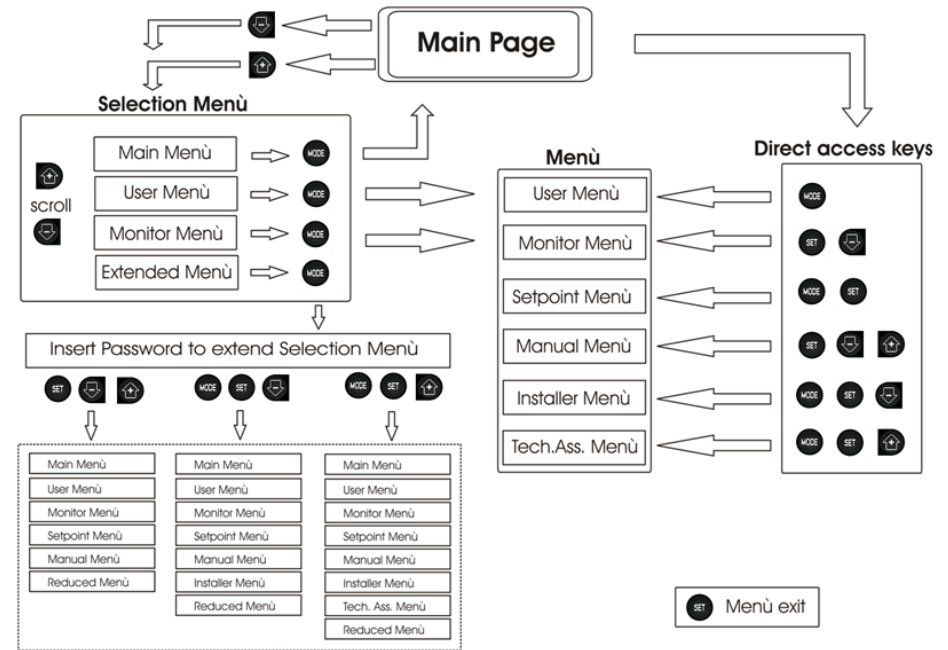 Main Page
Selection Menù
Main Menù
MODE
User Menù
MODE
scroll
Monitor Menù
MODE
Extended Menù
MODE
Menù
User Menù
Monitor Menù
Setpoint Menù
Manual Menù
Installer Menù
Tech.Ass. Menù
Direct access keys
MODE
SET
MODE SET
SET
MODE SET
MODE SET
Insert Password to extend Selection Menù
SET MODE SET MODE SET
Main Menù
User Menù
Monitor Menù
Setpoint Menù
Manual Menù
Reduced Menù
Main Menù
User Menù
Monitor Menù
Setpoint Menù
Manual Menù
Installer Menù
Reduced Menù
Main Menù
User Menù
Monitor Menù
Setpoint Menù
Manual Menù
Installer Menù
Tech. Ass. Menù
Reduced Menù
SET Menù exit